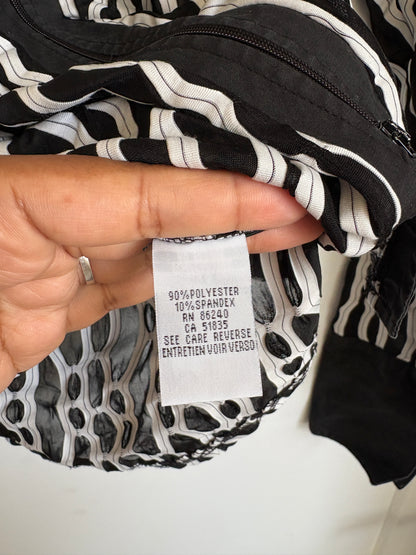 90%POLYESTER
10%SPANDEX
RN 86240
CA 51835
SEE CARE REVERSE
ENTRETIEN VOIR VERSO